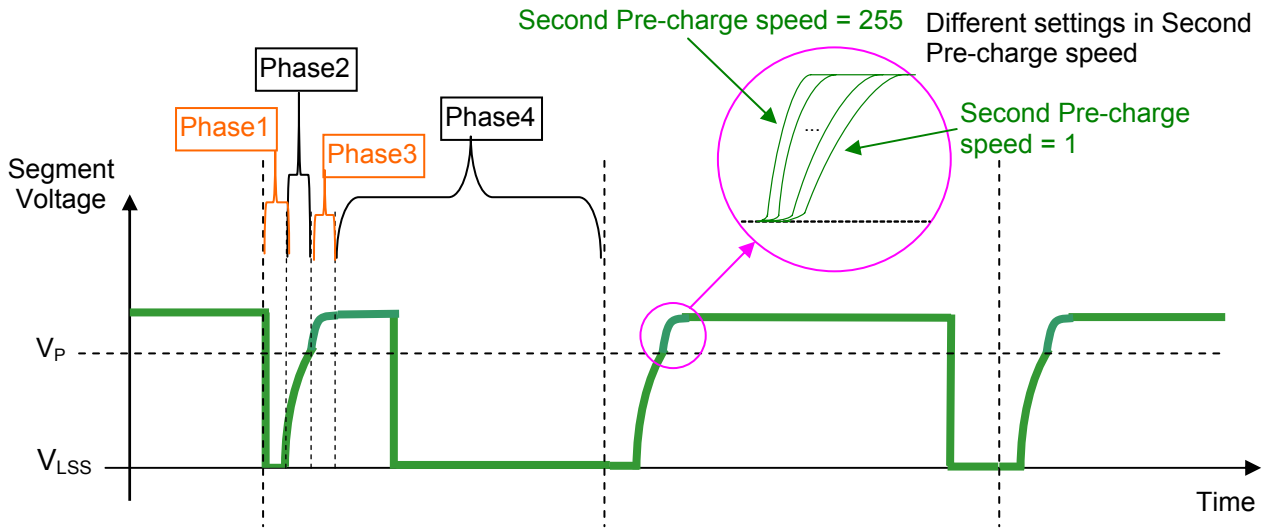 Second Pre-charge speed = 255
Different settings in Second
Pre-charge speed
Phase2
Phase1
Phase4
Phase3
...
Second Pre-charge
speed = 1
Segment
Voltage
VP
VLSS
Time